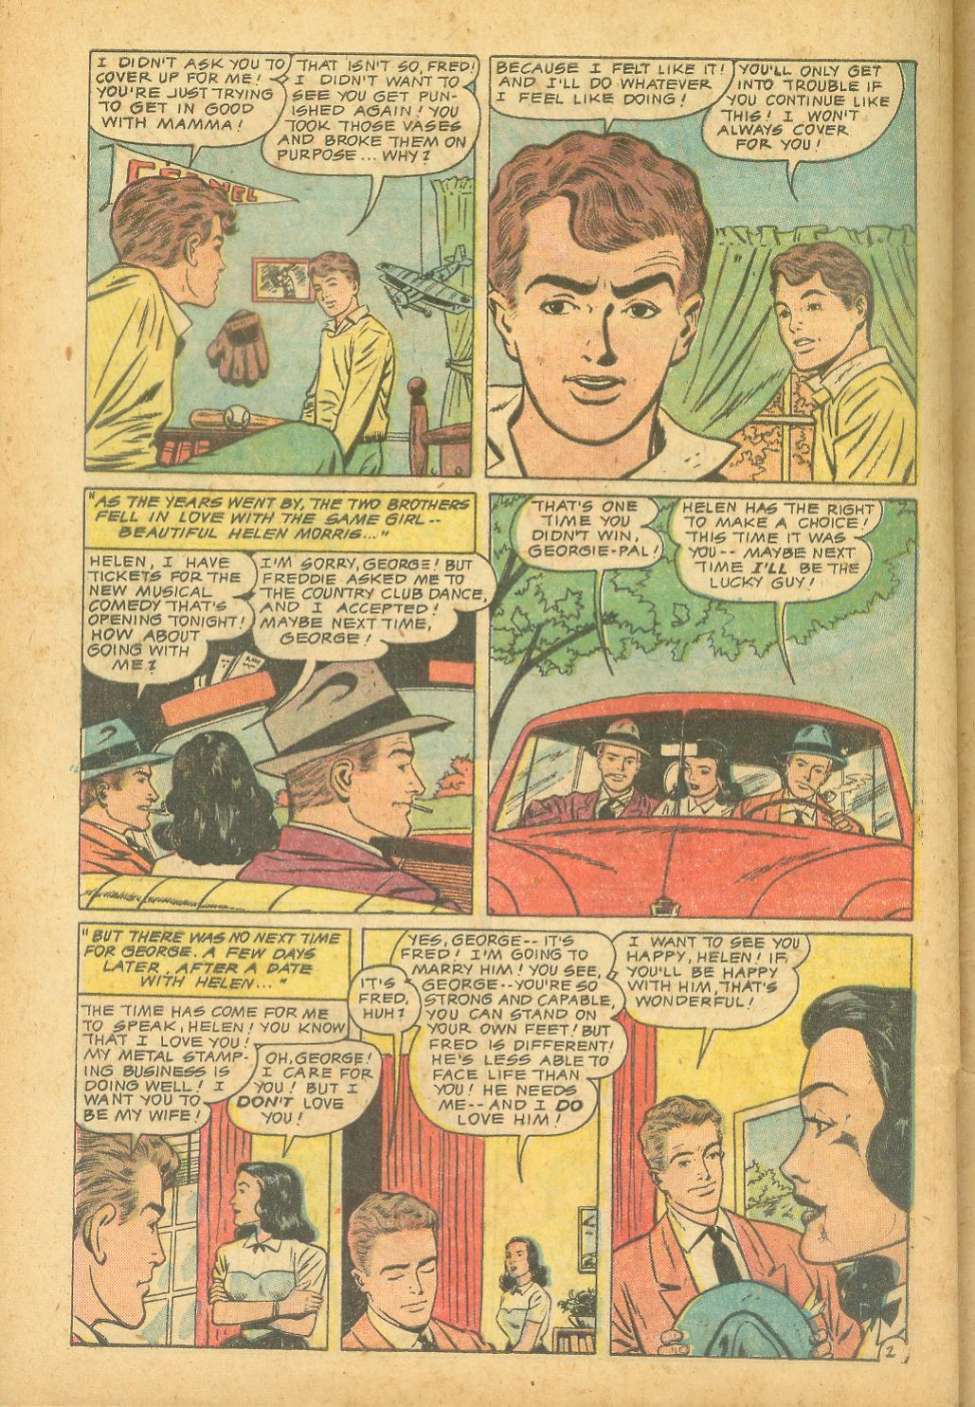 I DIDN'T ASK YOU TO
COVER UP FOR ME!
YOU'RE JUST TRYING
TO GET IN GOOD
WITH MAMMA!
THAT ISN'T SO, FRED!
I DIDN'T WANT TO
SEE YOU GET PUN-
ISHED AGAIN! YOU
TOOK THOSE VASES
AND BROKE THEM ON
PURPOSE... WHY?
BECAUSE I FELT LIKE IT!
AND I'LL DO WHATEVER
I FEEL LIKE DOING!
YOU'LL ONLY GET
INTO TROUBLE IF
YOU CONTINUE LIKE
THIS! I WON'T
ALWAYS COVER
FOR YOU!
"AS THE YEARS WENT BY, THE TWO BROTHERS
FELL IN LOVE WITH THE SAME GIRL --
BEAUTIFUL HELEN MORRIS..."
HELEN, I HAVE
TICKETS FOR THE
NEW MUSICAL
COMEDY THAT'S
OPENING TONIGHT!
HOW ABOUT
GOING WITH
ME?
I'M SORRY, GEORGE! BUT
FREDDIE ASKED ME TO
THE COUNTRY CLUB DANCE,
AND I ACCEPTED!
MAYBE NEXT TIME,
GEORGE!
THAT'S ONE
TIME YOU
DIDN'T WIN,
GEORGIE-PAL!
HELEN HAS THE RIGHT
TO MAKE A CHOICE!
THIS TIME IT WAS
YOU-- MAYBE NEXT
TIME I'LL BE THE
LUCKY GUY!
"BUT THERE WAS NO NEXT TIME
FOR GEORGE. A FEW DAYS
LATER, AFTER A DATE
WITH HELEN..."
THE TIME HAS COME FOR ME
TO SPEAK, HELEN! YOU KNOW
THAT I LOVE YOU!
MY METAL STAMP-
ING BUSINESS IS
DOING WELL! I
WANT YOU TO
BE MY WIFE!
OH, GEORGE!
I CARE FOR
YOU! BUT I
DON'T LOVE
YOU!
IT'S
FRED,
HUH?
YES, GEORGE-- IT'S
FRED! I'M GOING TO
MARRY HIM! YOU SEE,
GEORGE--YOU'RE SO
STRONG AND CAPABLE,
YOU CAN STAND ON
YOUR OWN FEET! BUT
FRED IS DIFFERENT!
HE'S LESS ABLE TO
FACE LIFE THAN
YOU! HE NEEDS
ME--AND I DO
LOVE HIM!
I WANT TO SEE YOU
HAPPY, HELEN! IF
YOU'LL BE HAPPY
WITH HIM, THAT'S
WONDERFUL!
2